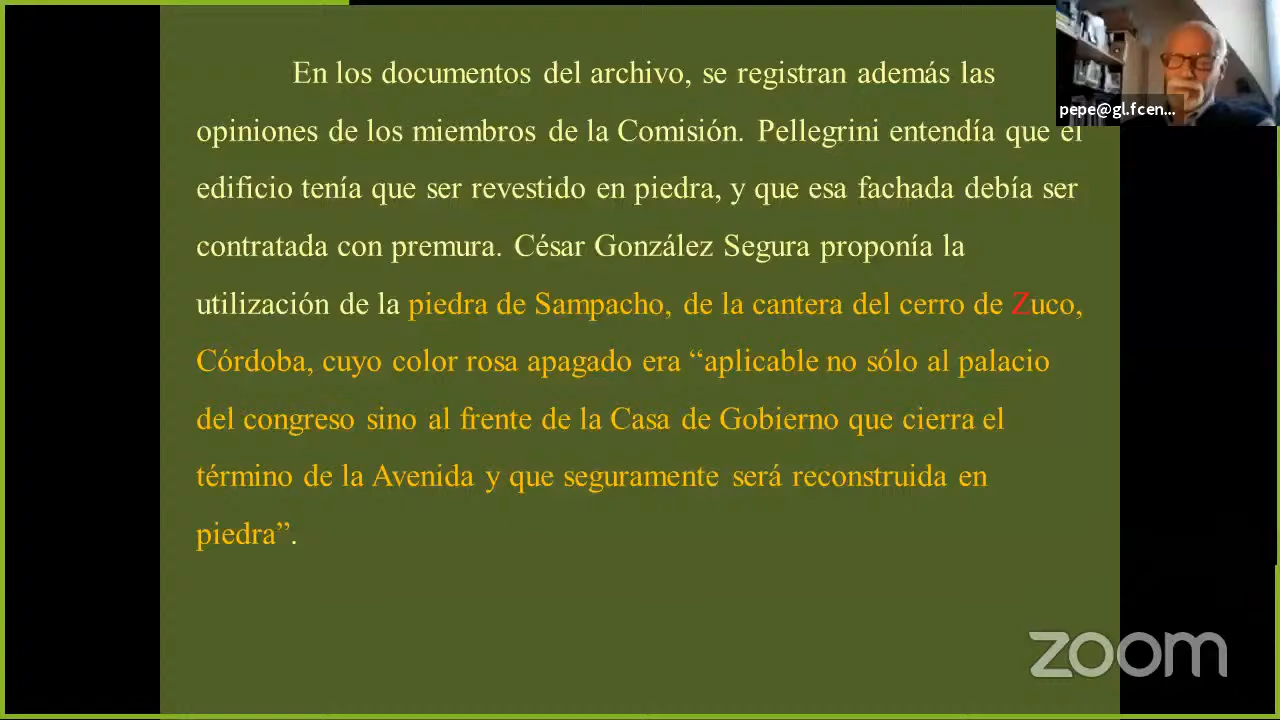 En los documentos del archivo, se registran además las
opiniones de los miembros de la Comisión. Pellegrini entendía que el
edificio tenía que ser revestido en piedra, y que esa fachada debía ser
contratada con premura. César González Segura proponía la
utilización de la piedra de Sampacho, de la cantera del cerro de Zuco,
Córdoba, cuyo color rosa apagado era “aplicable no sólo al palacio
del congreso sino al frente de la Casa de Gobierno que cierra el
término de la Avenida y que seguramente será reconstruida en
piedra”.
pepe@gl.fcen...
zoom